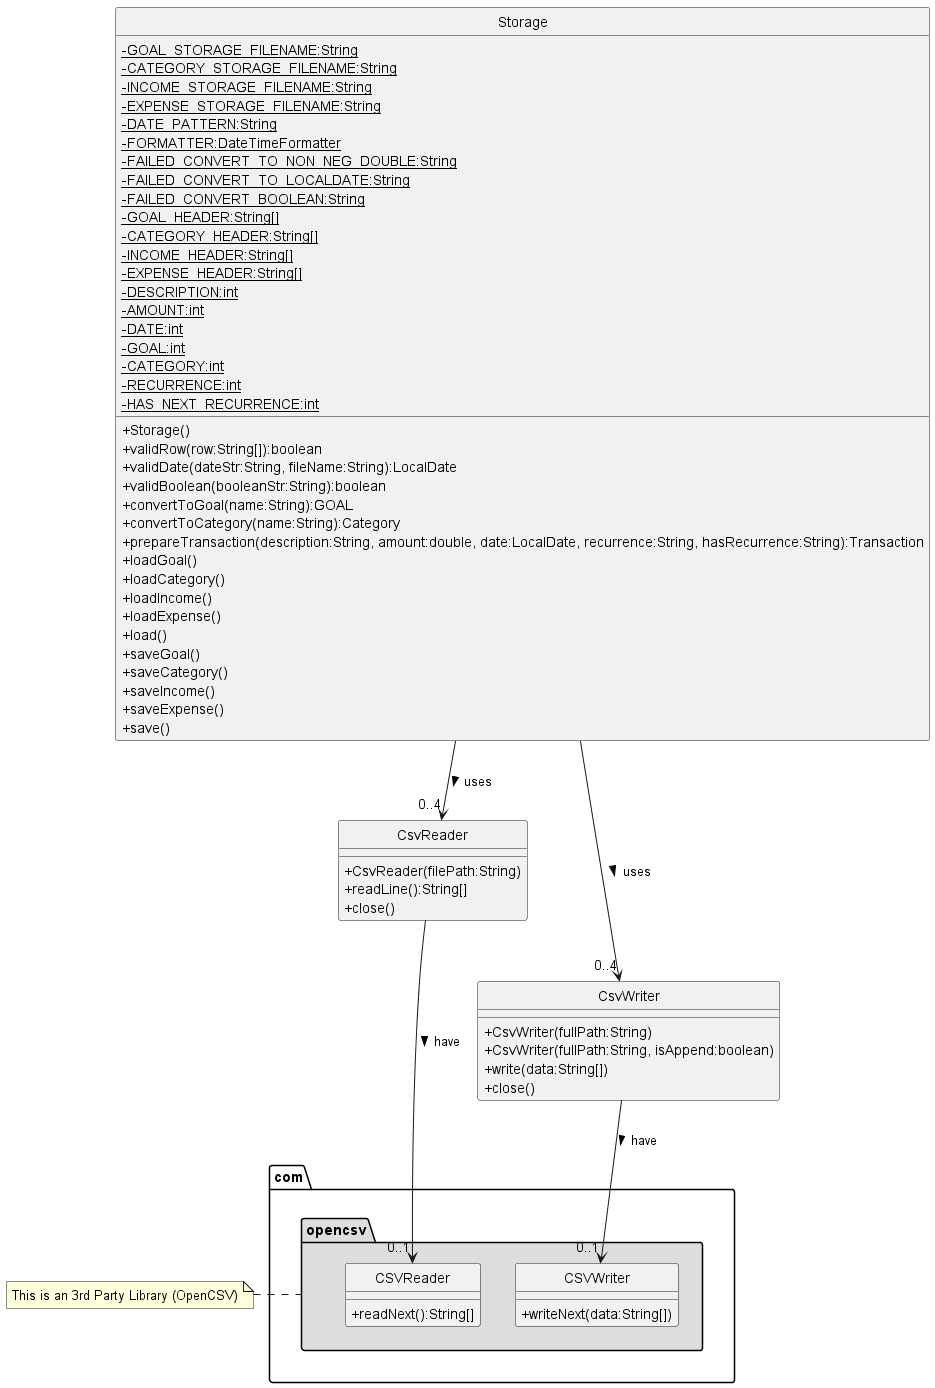 Storage
-GOAL_STORAGE_FILENAME:String
-CATEGORY_STORAGE_FILENAME:String
-INCOME_STORAGE_FILENAME:String
-EXPENSE_STORAGE_FILENAME:String
-DATE_PATTERN:String
-FORMATTER:DateTimeFormatter
-FAILED_CONVERT_TO_NON_NEG_DOUBLE:String
-FAILED_CONVERT_TO_LOCALDATE:String
-FAILED_CONVERT_BOOLEAN:String
-GOAL_HEADER:String[]
-CATEGORY_HEADER:String[]
-INCOME_HEADER:String[]
-EXPENSE_HEADER:String[]
-DESCRIPTION:int
-AMOUNT:int
-DATE:int
-GOAL:int
-CATEGORY:int
-RECURRENCE:int
-HAS_NEXT_RECURRENCE:int
+Storage()
+validRow(row:String[]):boolean
+validDate(dateStr:String, fileName:String):LocalDate
+validBoolean(booleanStr:String):boolean
+convertToGoal(name:String):GOAL
+convertToCategory(name:String):Category
+prepareTransaction(description:String, amount:double, date:LocalDate, recurrence:String, hasRecurrence:String):Transaction
+loadGoal()
+loadCategory()
+loadIncome()
+loadExpense()
+load()
+saveGoal()
+saveCategory()
+saveIncome()
+saveExpense()
+save()
uses
0..4
CsvReader
+CsvReader(filePath:String)
+readLine():String[]
+close()
uses
0..4
CsvWriter
+CsvWriter(fullPath:String)
+CsvWriter(fullPath:String, isAppend:boolean)
+write(data:String[])
+close()
have
have
com
opencsv
0..1
0..1
CSVReader
+readNext():String[]
CSVWriter
+writeNext(data:String[])
This is an 3rd Party Library (OpenCSV)